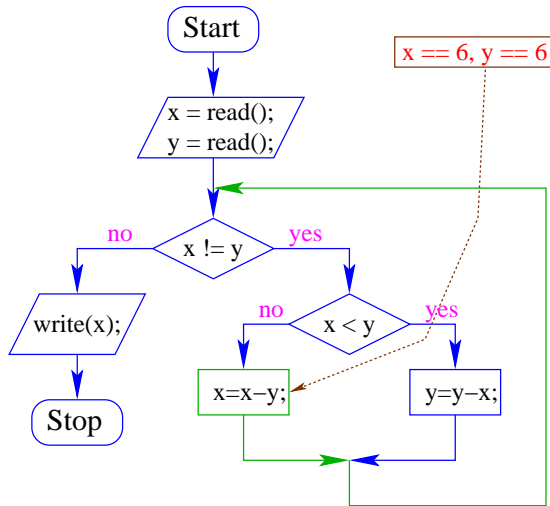 Start
x == 6, y == 6
x = read();
y = read();
no
x != y
yes
write(x);
no
x < y
yes
x=x−y;
y=y−x;
Stop